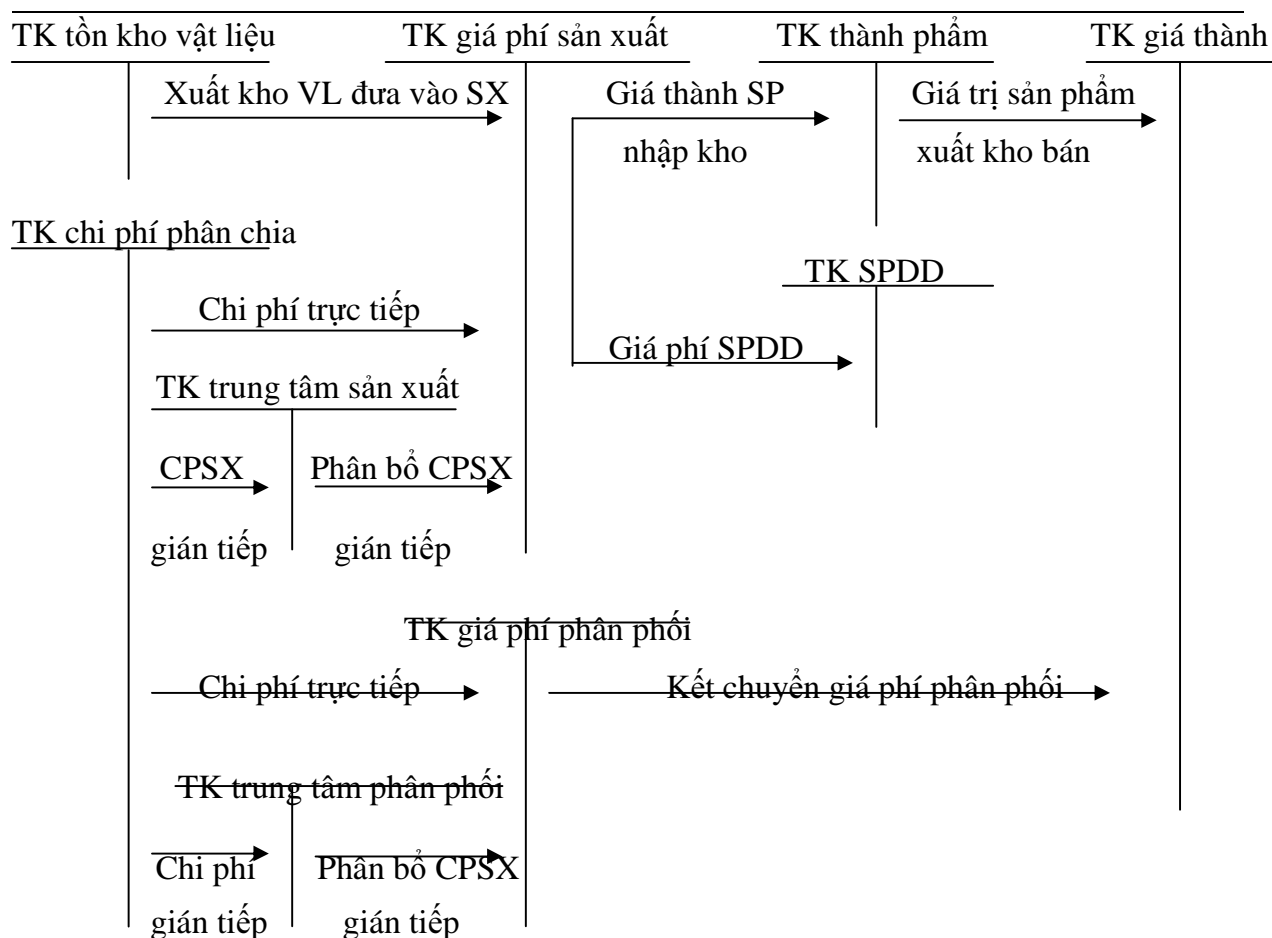 TK tồn kho vật liệu TK giá phí sản xuất TK thành phẩm TK giá thành
Xuất kho VL đưa vào SX Giá thành SP Giá trị sản phẩm
nhập kho xuất kho bán
TK chi phí phân chia
TK SPDD
Chi phí trực tiếp
Giá phí SPDD
TK trung tâm sản xuất
CPSX Phân bổ CPSX
gián tiếp gián tiếp
TK giá phí phân phối
Chi phí trực tiếp Kết chuyển giá phí phân phối
TK trung tâm phân phối
Chi phí Phân bổ CPSX
gián tiếp gián tiếp